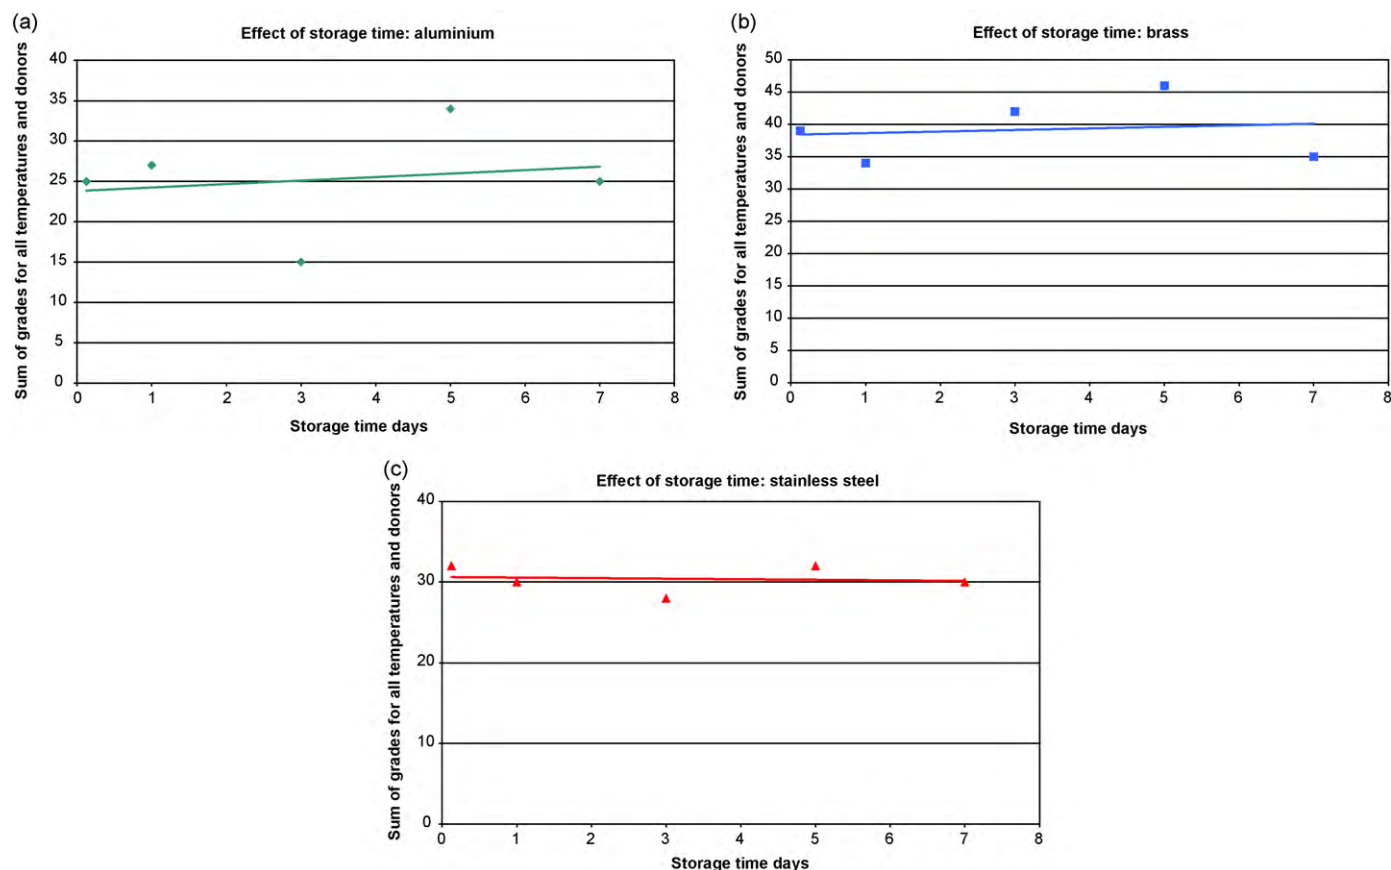 (a)
Effect of storage time: aluminium
Sum of grades for all temperatures and donors
40
35
30
25
20
15
10
5
0
0 1 2 3 4 5 6 7 8
Storage time days
(b)
Effect of storage time: brass
Sum of grades for all temperatures and donors
50
45
40
35
30
25
20
15
10
5
0
0 1 2 3 4 5 6 7 8
Storage time days
(c)
Effect of storage time: stainless steel
Sum of grades for all temperatures and donors
40
30
20
10
0
0 1 2 3 4 5 6 7 8
Storage time days